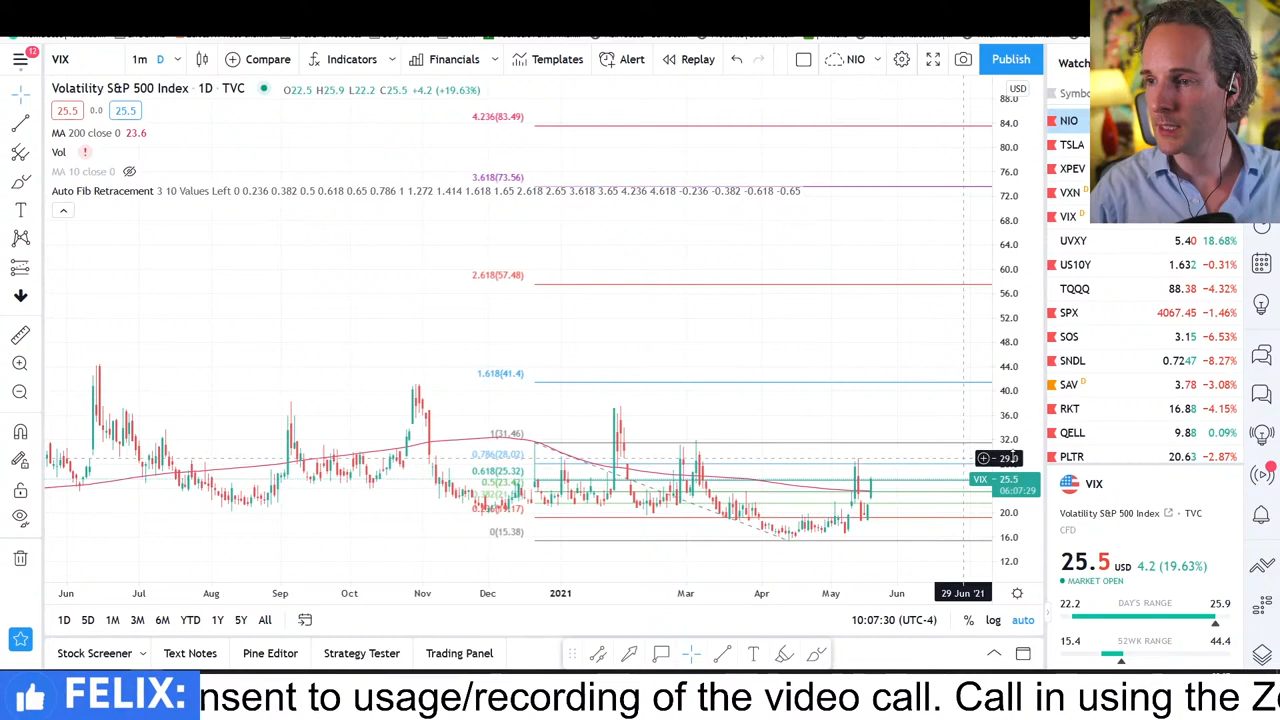 12
VIX
1m D
Compare
Indicators
Financials
Templates
Alert
Replay
NIO
Publish
Watch
Volatility S&P 500 Index · 1D · TVC
O22.5 H25.9 L22.2 C25.5 +4.2 (+19.63%)
25.5 0.0 25.5
MA 200 close 0 23.6
Vol !
MA 10 close 0
Auto Fib Retracement 3 10 Values Left 0 0.236 0.382 0.5 0.618 0.65 0.786 1 1.272 1.414 1.618 1.65 2.618 2.65 3.618 3.65 4.236 4.618 -0.236 -0.382 -0.618 -0.65
4.236(83.49)
3.618(73.56)
2.618(57.48)
1.618(41.4)
1(31.46)
0.786(28.02)
0.618(25.32)
0(15.38)
USD
88.0
84.0
80.0
76.0
72.0
68.0
64.0
60.0
56.0
52.0
48.0
44.0
40.0
36.0
32.0
29.0
VIX 25.5
06:07:29
20.0
16.0
12.0
Jun Jul Aug Sep Oct Nov Dec 2021 Mar Apr May Jun
29 Jun '21
1D 5D 1M 3M 6M YTD 1Y 5Y All
10:07:30 (UTC-4) % log auto
Stock Screener
Text Notes
Pine Editor
Strategy Tester
Trading Panel
Symbo
NIO
TSLA
XPEV
VXN D
VIX D
UVXY 5.40 18.68%
US10Y 1.632 −0.31%
TQQQ 88.38 −4.32%
SPX 4067.45 −1.46%
SOS 3.15 −6.53%
SNDL 0.7247 −8.27%
SAV D 3.78 −3.08%
RKT 16.88 −4.15%
QELL 9.88 0.09%
PLTR 20.63 −2.87%
VIX
Volatility S&P 500 Index · TVC
CFD
25.5 USD 4.2 (19.63%)
MARKET OPEN
22.2 DAY'S RANGE 25.9
15.4 52WK RANGE 44.4
FELIX:
nsent to usage/recording of the video call. Call in using the Z